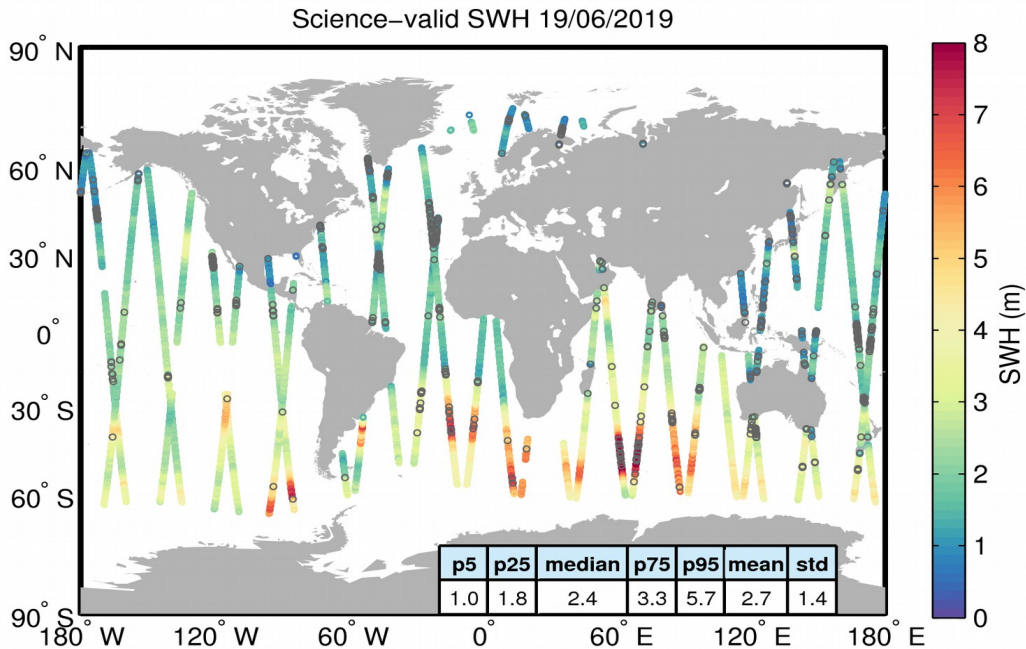 Science−valid SWH 19/06/2019
90° N
60° N
30° N
0°
30° S
60° S
90° S
180° W
120° W
60° W
0°
60° E
120° E
180° E
p5 p25 median p75 p95 mean std
1.0 1.8 2.4 3.3 5.7 2.7 1.4
8
7
6
5
4
3
2
1
0
SWH (m)